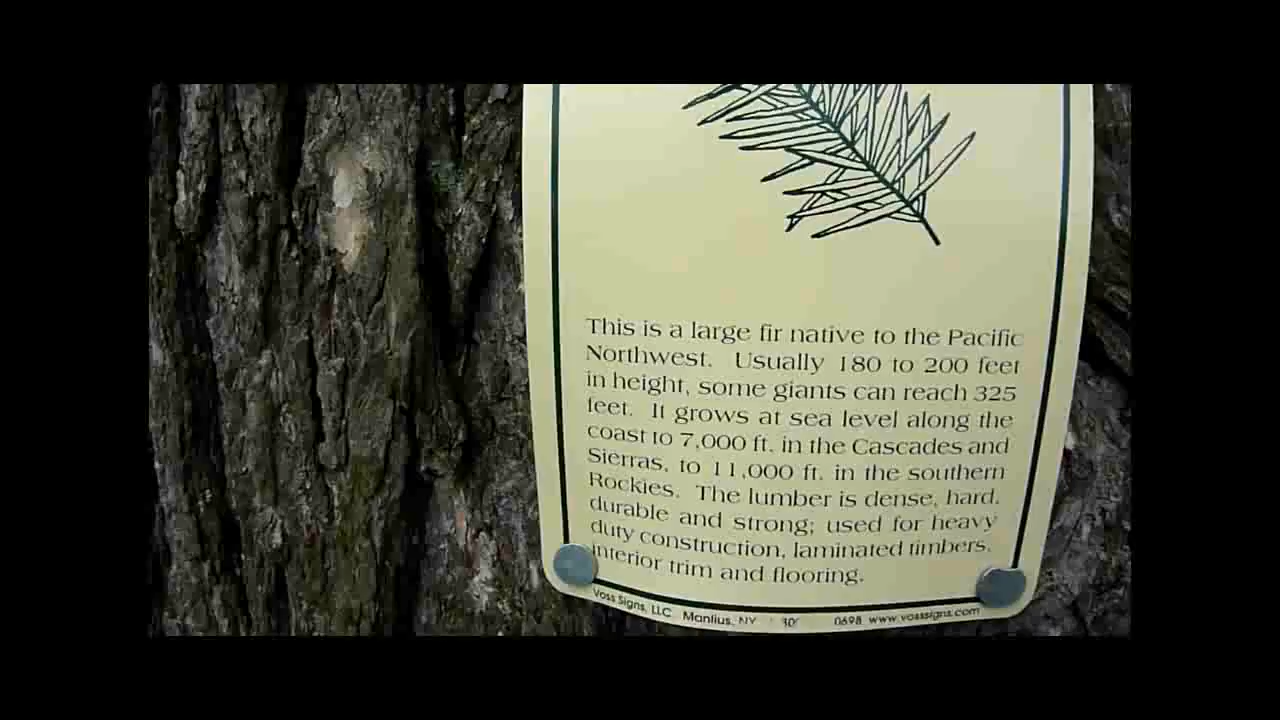 This is a large fir native to the Pacific
Northwest. Usually 180 to 200 feet
in height, some giants can reach 325
feet. It grows at sea level along the
coast to 7,000 ft. in the Cascades and
Sierras, to 11,000 ft. in the southern
Rockies. The lumber is dense, hard,
durable and strong; used for heavy
duty construction, laminated timbers,
interior trim and flooring.
Voss Signs, LLC Manlius, NY 0698 www.vosssigns.com